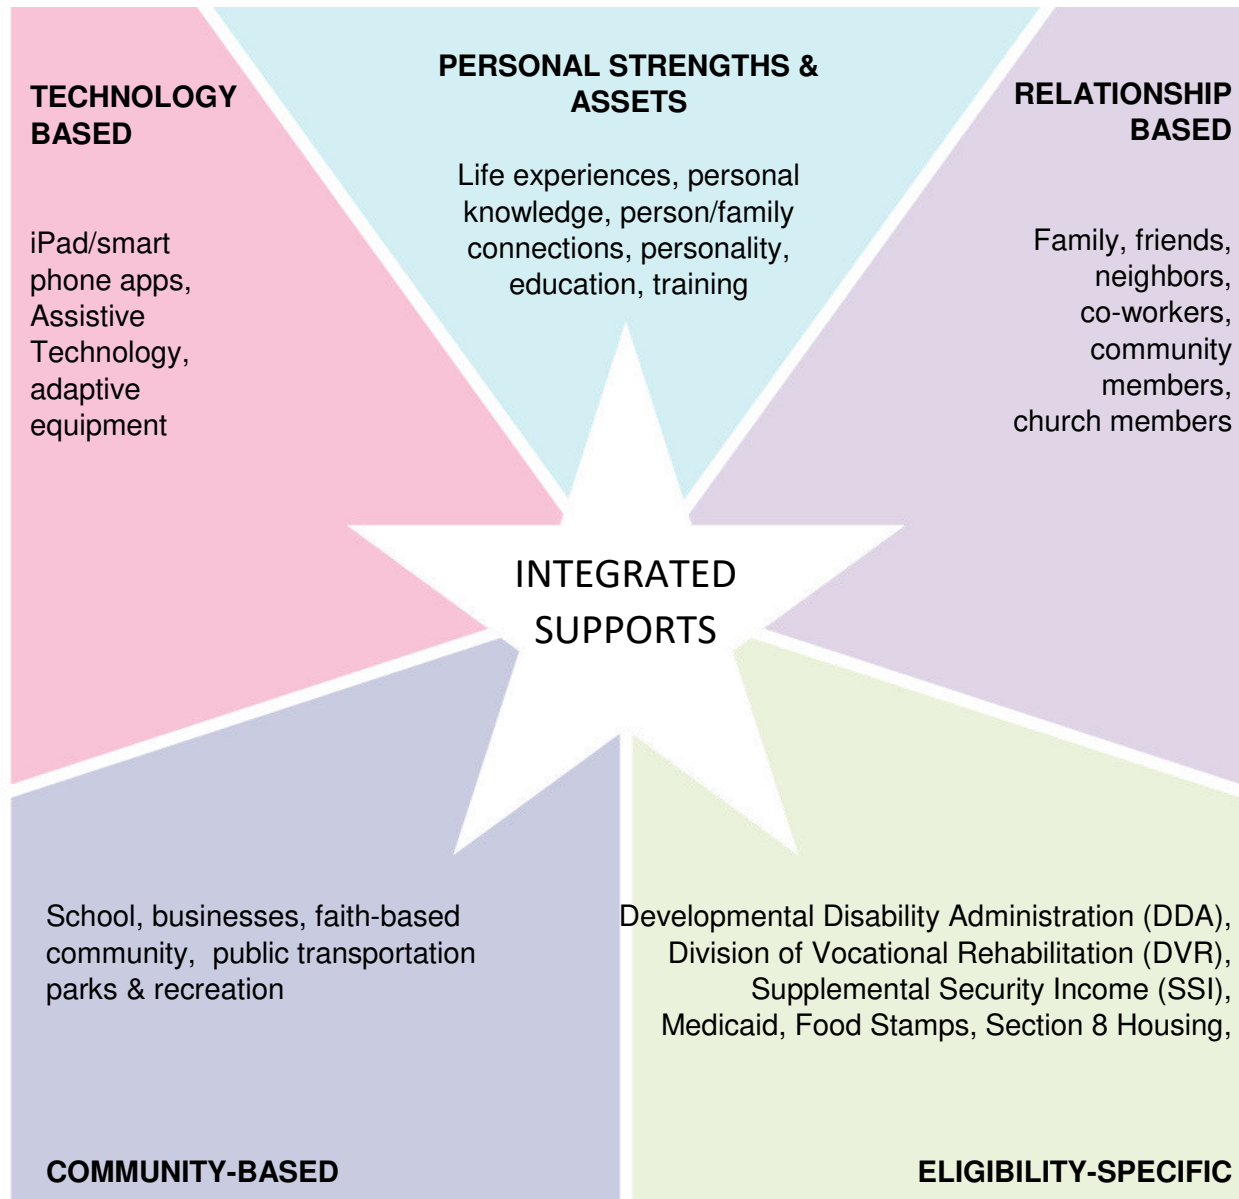 TECHNOLOGY
BASED
iPad/smart
phone apps,
Assistive
Technology,
adaptive
equipment
PERSONAL STRENGTHS &
ASSETS
Life experiences, personal
knowledge, person/family
connections, personality,
education, training
RELATIONSHIP
BASED
Family, friends,
neighbors,
co-workers,
community
members,
church members
INTEGRATED
SUPPORTS
School, businesses, faith-based
community,  public transportation
parks & recreation
COMMUNITY-BASED
Developmental Disability Administration (DDA),
Division of Vocational Rehabilitation (DVR),
Supplemental Security Income (SSI),
Medicaid, Food Stamps, Section 8 Housing,
ELIGIBILITY-SPECIFIC